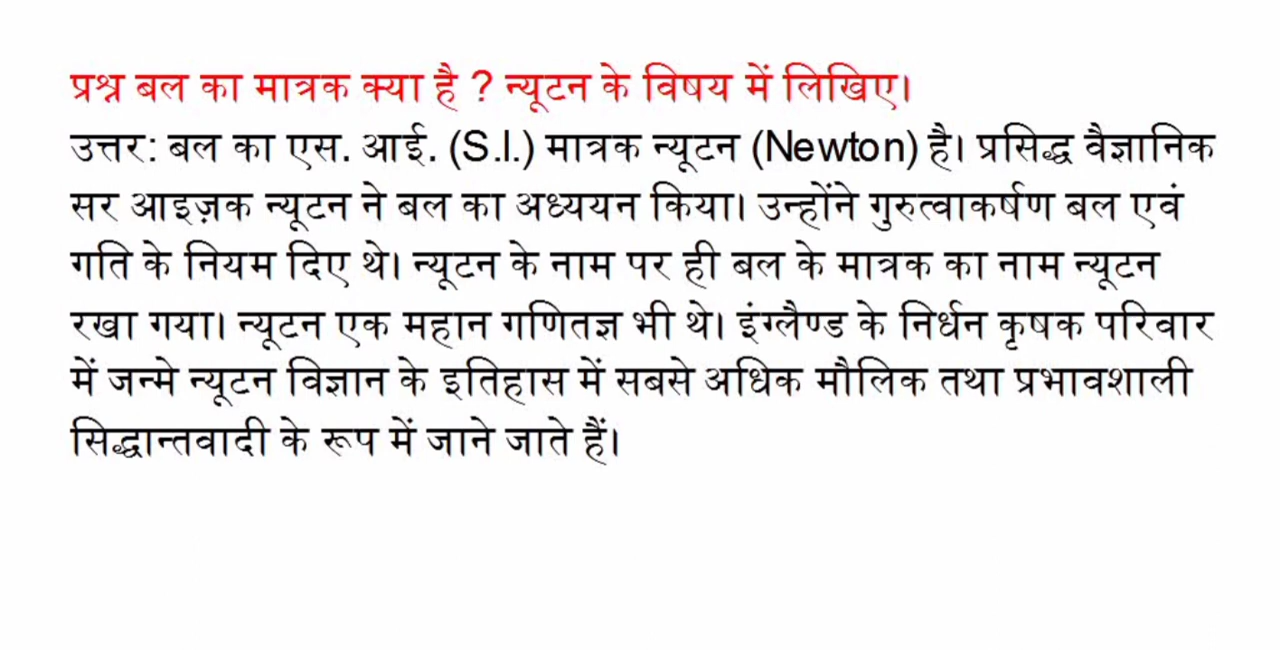 प्रश्न बल का मात्रक क्या है ? न्यूटन के विषय में लिखिए।
उत्तर: बल का एस. आई. (S.I.) मात्रक न्यूटन (Newton) है। प्रसिद्ध वैज्ञानिक
सर आइज़क न्यूटन ने बल का अध्ययन किया। उन्होंने गुरुत्वाकर्षण बल एवं
गति के नियम दिए थे। न्यूटन के नाम पर ही बल के मात्रक का नाम न्यूटन
रखा गया। न्यूटन एक महान गणितज्ञ भी थे। इंग्लैण्ड के निर्धन कृषक परिवार
में जन्मे न्यूटन विज्ञान के इतिहास में सबसे अधिक मौलिक तथा प्रभावशाली
सिद्धान्तवादी के रूप में जाने जाते हैं।